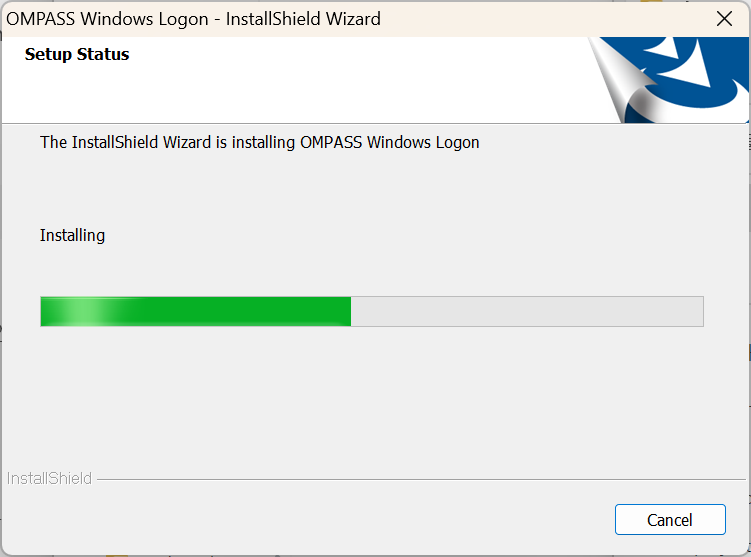 OMPASS Windows Logon - InstallShield Wizard
Setup Status
The InstallShield Wizard is installing OMPASS Windows Logon
Installing
InstallShield
Cancel